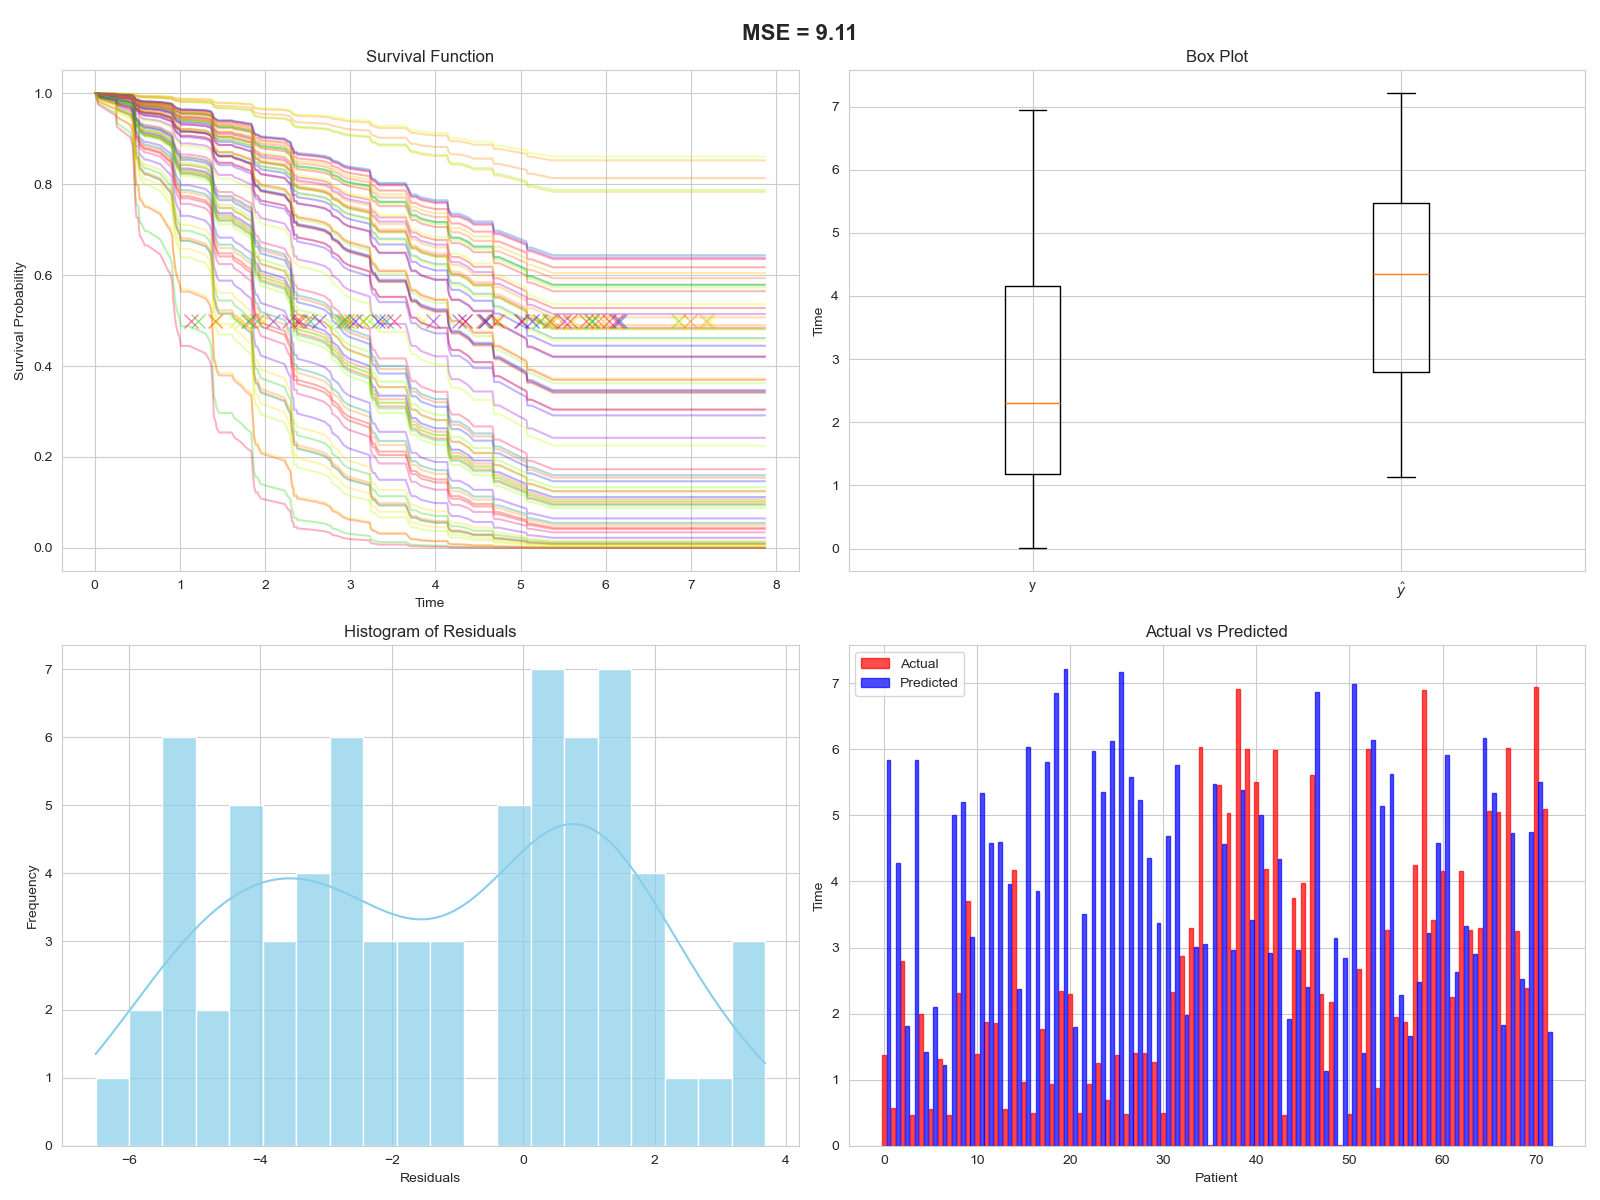 MSE = 9.11
Survival Function
Survival Probability
1.0
0.8
0.6
0.4
0.2
0.0
0 1 2 3 4 5 6 7 8
Time
Box Plot
Time
7
6
5
4
3
2
1
0
y ŷ
Histogram of Residuals
Frequency
7
6
5
4
3
2
1
0
−6 −4 −2 0 2 4
Residuals
Actual vs Predicted
Actual
Predicted
Time
7
6
5
4
3
2
1
0
0 10 20 30 40 50 60 70
Patient